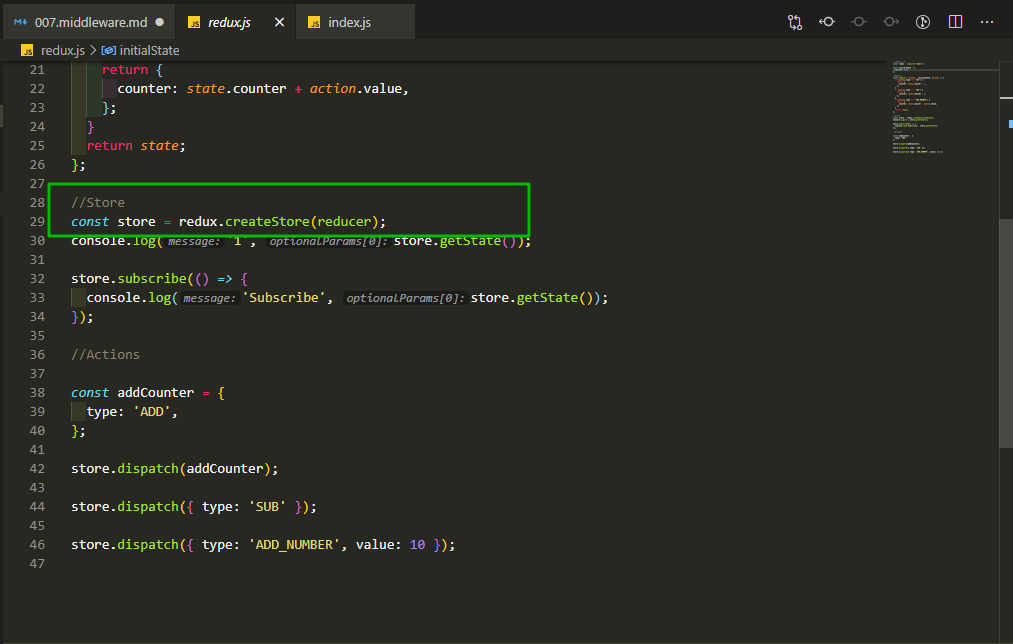 007.middleware.md
redux.js
index.js
redux.js > initialState
21 return {
22 counter: state.counter + action.value,
23 };
24 }
25 return state;
26 };
27
28 //Store
29 const store = redux.createStore(reducer);
30 console.log( message: '1', optionalParams[0]: store.getState());
31
32 store.subscribe(() => {
33 console.log( message: 'Subscribe', optionalParams[0]: store.getState());
34 });
35
36 //Actions
37
38 const addCounter = {
39 type: 'ADD',
40 };
41
42 store.dispatch(addCounter);
43
44 store.dispatch({ type: 'SUB' });
45
46 store.dispatch({ type: 'ADD_NUMBER', value: 10 });
47